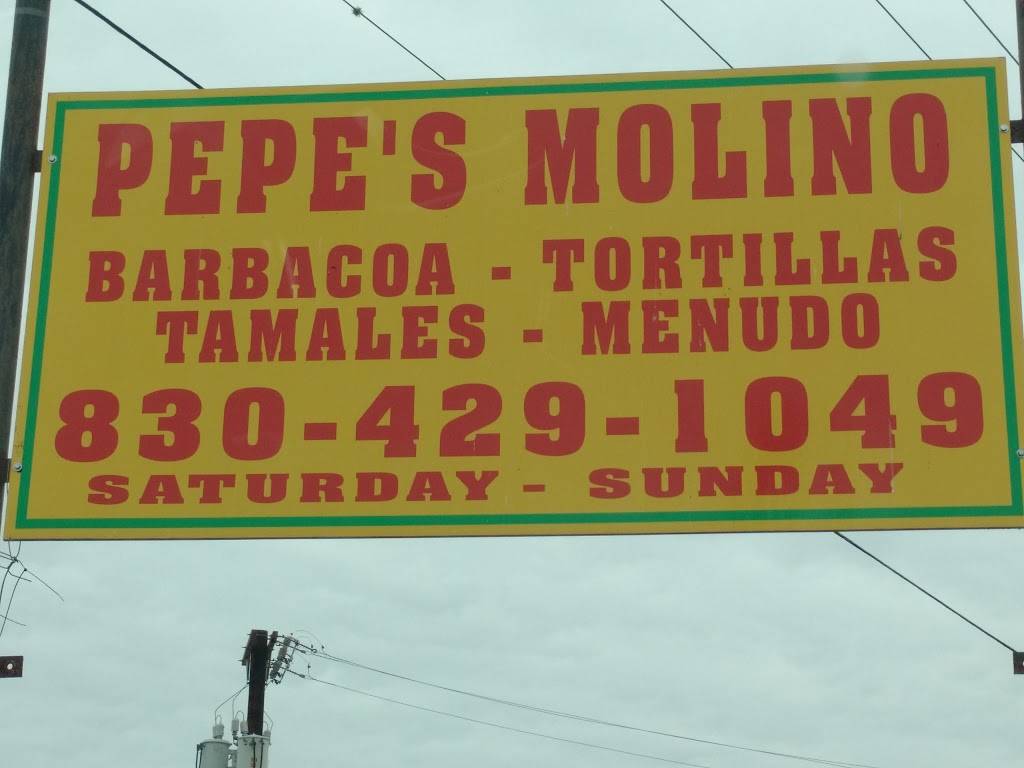 PEPE'S MOLINO
BARBACOA - TORTILLAS
TAMALES - MENUDO
830-429-1049
SATURDAY - SUNDAY